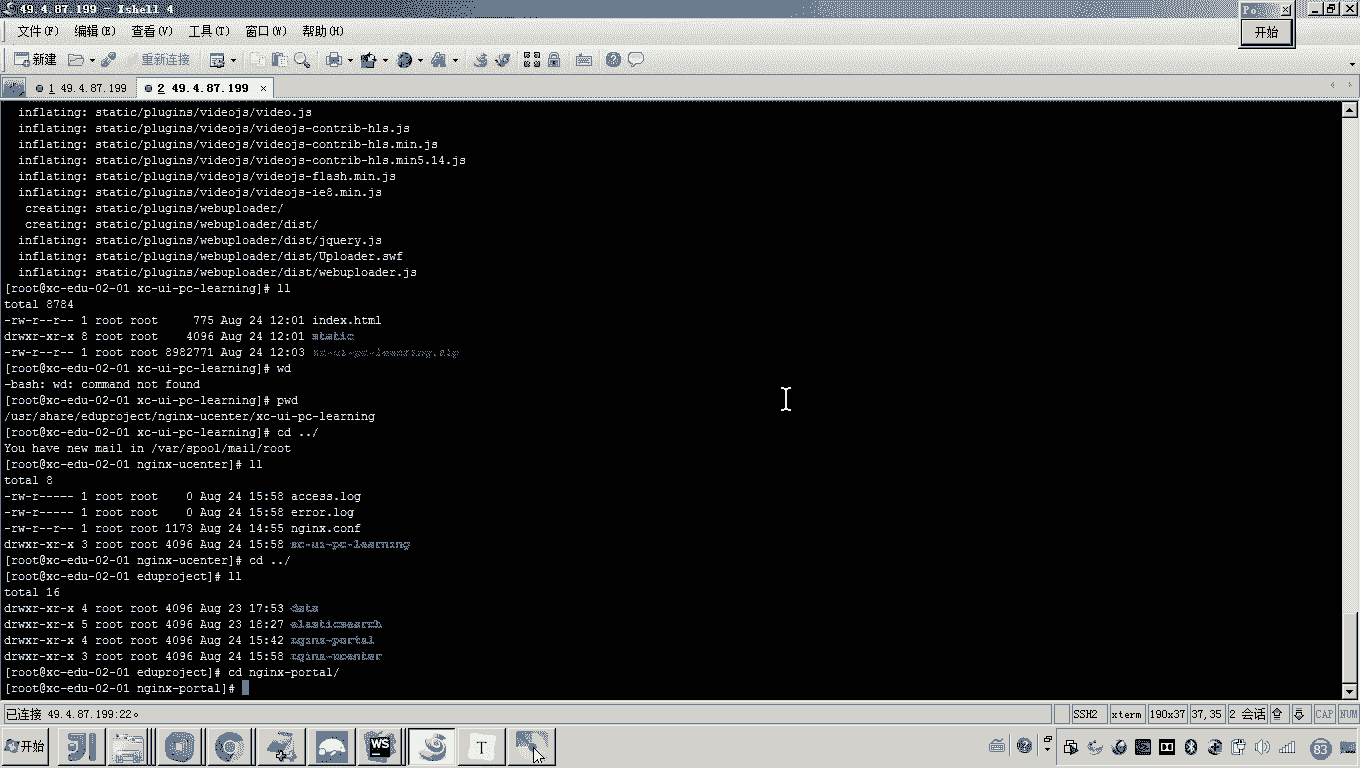 49.4.87.199 - Xshell 4
Po
开始
文件(F) 编辑(E) 查看(V) 工具(T) 窗口(W) 帮助(H)
新建 重新连接
1 49.4.87.199 2 49.4.87.199 ×
inflating: static/plugins/videojs/video.js
inflating: static/plugins/videojs/videojs-contrib-hls.js
inflating: static/plugins/videojs/videojs-contrib-hls.min.js
inflating: static/plugins/videojs/videojs-contrib-hls.min5.14.js
inflating: static/plugins/videojs/videojs-flash.min.js
inflating: static/plugins/videojs/videojs-ie8.min.js
creating: static/plugins/webuploader/
creating: static/plugins/webuploader/dist/
inflating: static/plugins/webuploader/dist/jquery.js
inflating: static/plugins/webuploader/dist/Uploader.swf
inflating: static/plugins/webuploader/dist/webuploader.js
[root@xc-edu-02-01 xc-ui-pc-learning]# ll
total 8784
-rw-r--r-- 1 root root 775 Aug 24 12:01 index.html
drwxr-xr-x 8 root root 4096 Aug 24 12:01 static
-rw-r--r-- 1 root root 8982771 Aug 24 12:03 xc-ui-pc-learning.zip
[root@xc-edu-02-01 xc-ui-pc-learning]# wd
-bash: wd: command not found
[root@xc-edu-02-01 xc-ui-pc-learning]# pwd
/usr/share/eduproject/nginx-ucenter/xc-ui-pc-learning
[root@xc-edu-02-01 xc-ui-pc-learning]# cd ../
You have new mail in /var/spool/mail/root
[root@xc-edu-02-01 nginx-ucenter]# ll
total 8
-rw-r----- 1 root root 0 Aug 24 15:58 access.log
-rw-r----- 1 root root 0 Aug 24 15:58 error.log
-rw-r--r-- 1 root root 1173 Aug 24 14:55 nginx.conf
drwxr-xr-x 3 root root 4096 Aug 24 15:58 xc-ui-pc-learning
[root@xc-edu-02-01 nginx-ucenter]# cd ../
[root@xc-edu-02-01 eduproject]# ll
total 16
drwxr-xr-x 4 root root 4096 Aug 23 17:53 data
drwxr-xr-x 5 root root 4096 Aug 23 18:27 elasticsearch
drwxr-xr-x 4 root root 4096 Aug 24 15:42 nginx-portal
drwxr-xr-x 3 root root 4096 Aug 24 15:58 nginx-ucenter
[root@xc-edu-02-01 eduproject]# cd nginx-portal/
[root@xc-edu-02-01 nginx-portal]#
已连接 49.4.87.199:22。 SSH2 xterm 190x37 37,35 2 会话 CAP NUM
开始 WS T 83